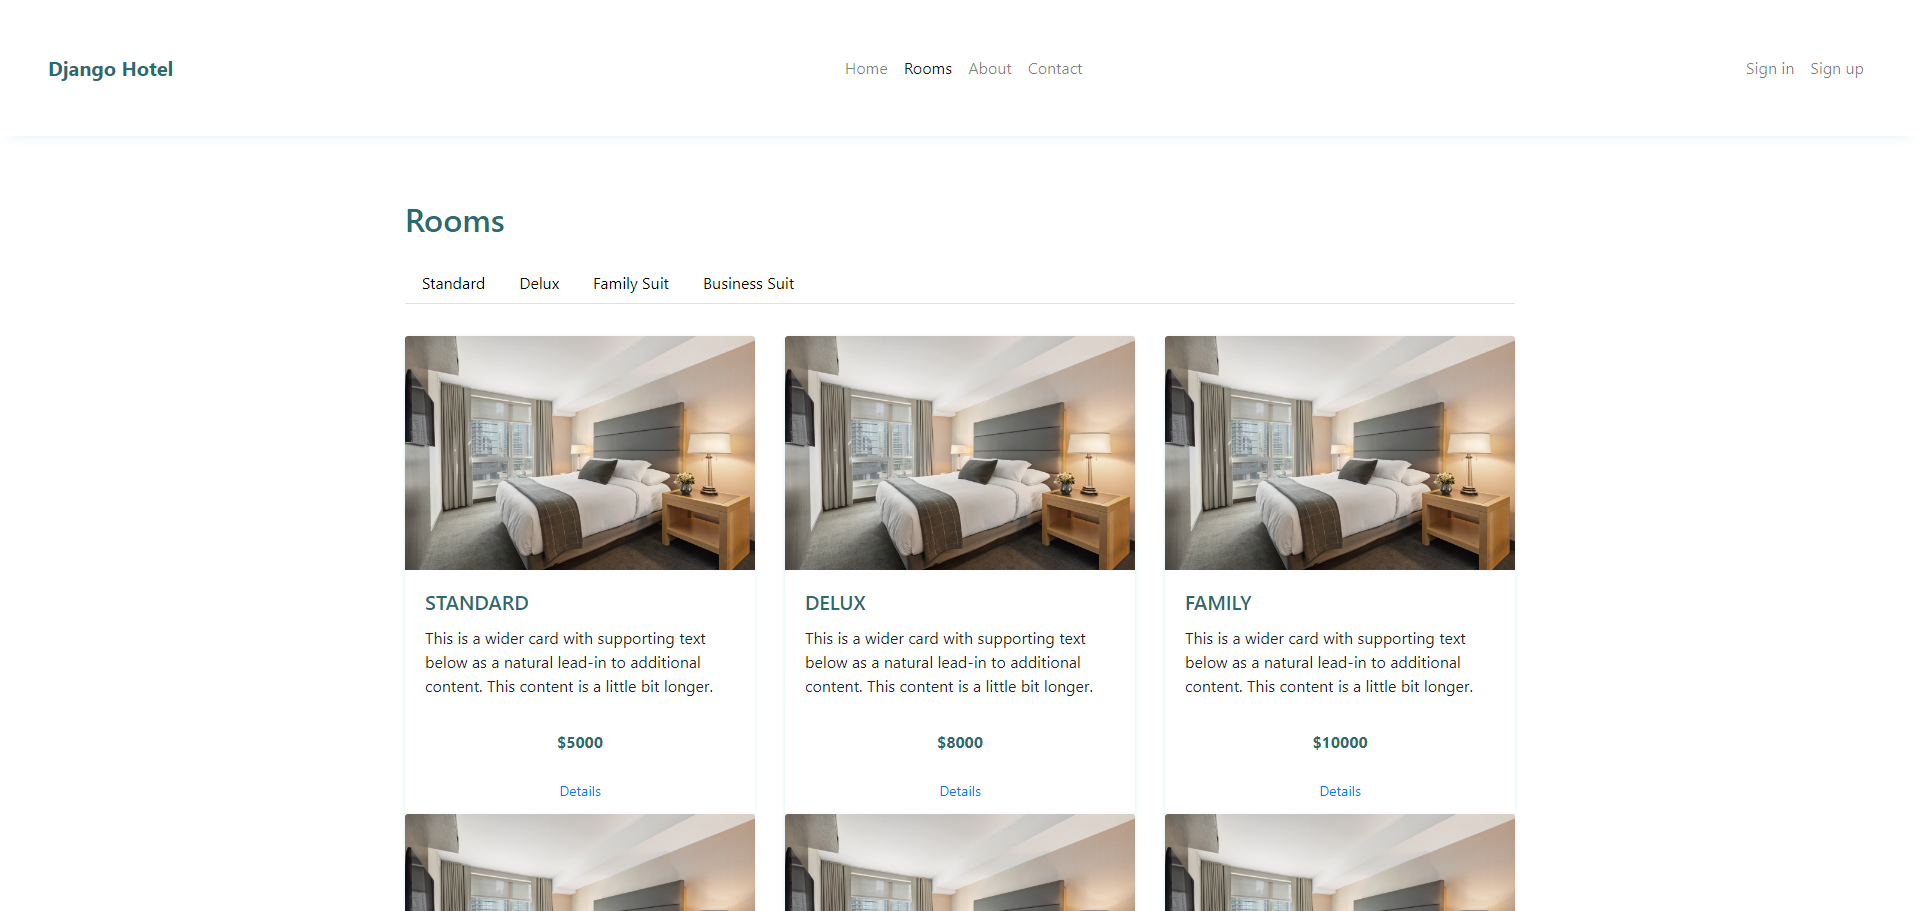 Django Hotel
Home Rooms About Contact
Sign in Sign up
Rooms
Standard Delux Family Suit Business Suit
STANDARD
This is a wider card with supporting text
below as a natural lead-in to additional
content. This content is a little bit longer.
$5000
Details
DELUX
This is a wider card with supporting text
below as a natural lead-in to additional
content. This content is a little bit longer.
$8000
Details
FAMILY
This is a wider card with supporting text
below as a natural lead-in to additional
content. This content is a little bit longer.
$10000
Details